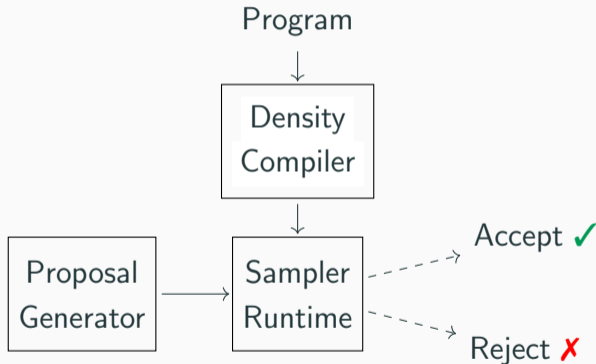 Program
Density
Compiler
Proposal
Generator
Sampler
Runtime
Accept ✓
Reject ✗